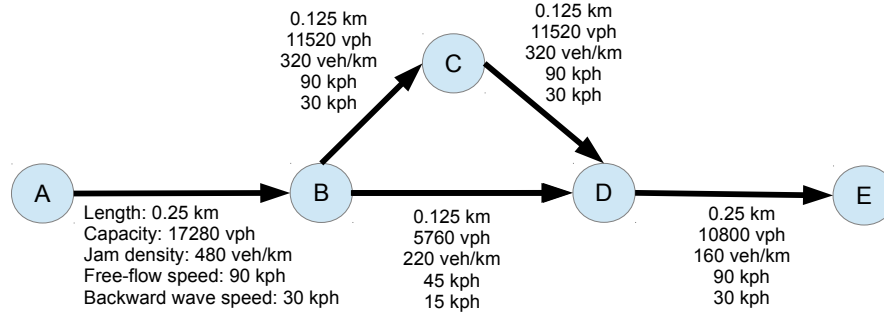 0.125 km
11520 vph
320 veh/km
90 kph
30 kph
0.125 km
11520 vph
320 veh/km
90 kph
30 kph
C
A
B
D
E
Length: 0.25 km
Capacity: 17280 vph
Jam density: 480 veh/km
Free-flow speed: 90 kph
Backward wave speed: 30 kph
0.125 km
5760 vph
220 veh/km
45 kph
15 kph
0.25 km
10800 vph
160 veh/km
90 kph
30 kph